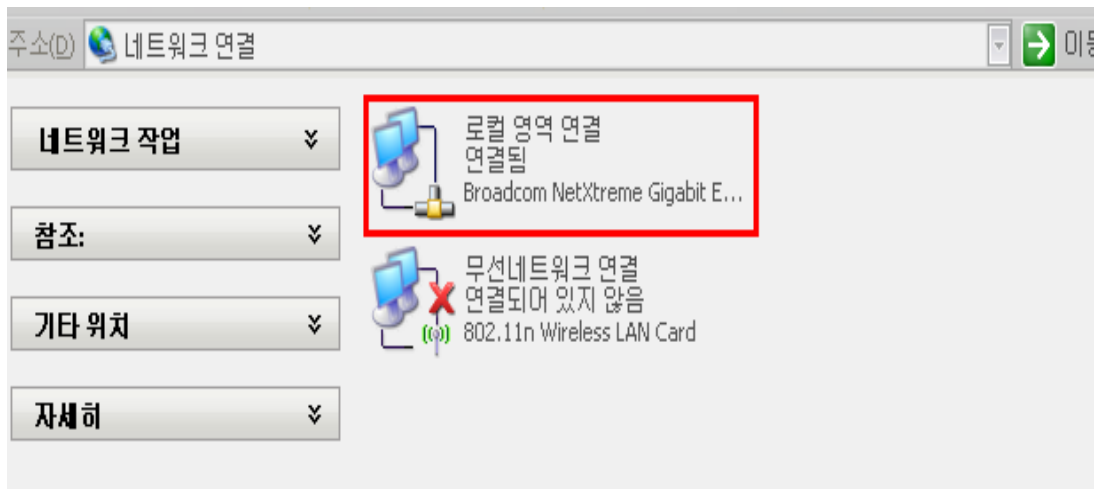 주소(D) 네트워크 연결
네트워크 작업
참조:
기타 위치
자세히
로컬 영역 연결
연결됨
Broadcom NetXtreme Gigabit E...
무선네트워크 연결
연결되어 있지 않음
802.11n Wireless LAN Card